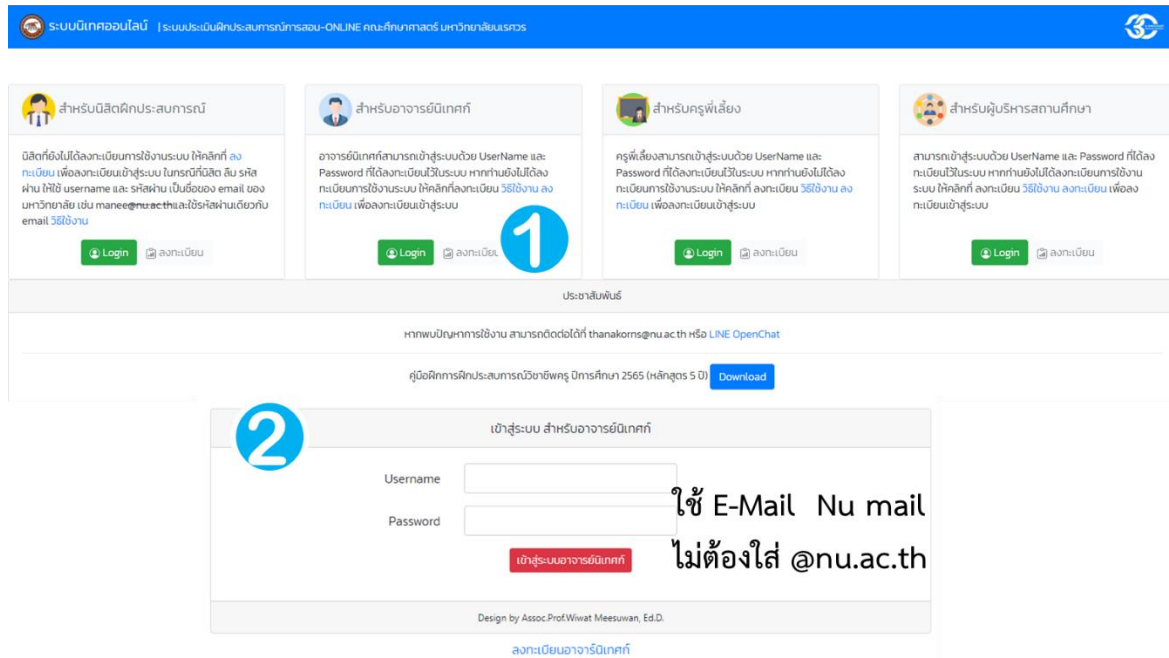 ระบบนิเทศออนไลน์ | ระบบประเมินฝึกประสบการณ์การสอน-ONLINE คณะศึกษาศาสตร์ มหาวิทยาลัยนเรศวร
สำหรับนิสิตฝึกประสบการณ์
นิสิตที่ยังไม่ได้ลงทะเบียนการใช้งานระบบ ให้คลิกที่ ลง
ทะเบียน เพื่อลงทะเบียนเข้าสู่ระบบ ในกรณีที่นิสิต ลืม รหัส
ผ่าน ให้ใช้ username และ รหัสผ่าน เป็นชื่อของ email ของ
มหาวิทยาลัย เช่น manee@nu.ac.thและใช้รหัสผ่านเดียวกับ
email วิธีใช้งาน
Login ลงทะเบียน
สำหรับอาจารย์นิเทศก์
อาจารย์นิเทศก์สามารถเข้าสู่ระบบด้วย UserName และ
Password ที่ได้ลงทะเบียนไว้ในระบบ หากท่านยังไม่ได้ลง
ทะเบียนการใช้งานระบบ ให้คลิกที่ลงทะเบียน วิธีใช้งาน ลง
ทะเบียน เพื่อลงทะเบียนเข้าสู่ระบบ
Login
1
สำหรับครูพี่เลี้ยง
ครูพี่เลี้ยงสามารถเข้าสู่ระบบด้วย UserName และ
Password ที่ได้ลงทะเบียนไว้ในระบบ หากท่านยังไม่ได้ลง
ทะเบียนการใช้งานระบบ ให้คลิกที่ ลงทะเบียน วิธีใช้งาน ลง
ทะเบียน เพื่อลงทะเบียนเข้าสู่ระบบ
Login ลงทะเบียน
สำหรับผู้บริหารสถานศึกษา
สามารถเข้าสู่ระบบด้วย UserName และ Password ที่ได้ลง
ทะเบียนไว้ในระบบ หากท่านยังไม่ได้ลงทะเบียนการใช้งาน
ระบบ ให้คลิกที่ ลงทะเบียน วิธีใช้งาน ลงทะเบียน เพื่อลง
ทะเบียนเข้าสู่ระบบ
Login ลงทะเบียน
ประชาสัมพันธ์
หากพบปัญหาการใช้งาน สามารถติดต่อได้ที่ thanakorns@nu.ac.th หรือ LINE OpenChat
คู่มือฝึกการฝึกประสบการณ์วิชาชีพครู ปีการศึกษา 2565 (หลักสูตร 5 ปี) Download
2
เข้าสู่ระบบ สำหรับอาจารย์นิเทศก์
Username
Password
ใช้ E-Mail Nu mail
ไม่ต้องใส่ @nu.ac.th
เข้าสู่ระบบอาจารย์นิเทศก์
Design by Assoc.Prof.Wiwat Meesuwan, Ed.D.
ลงทะเบียนอาจาร์นิเทศก์